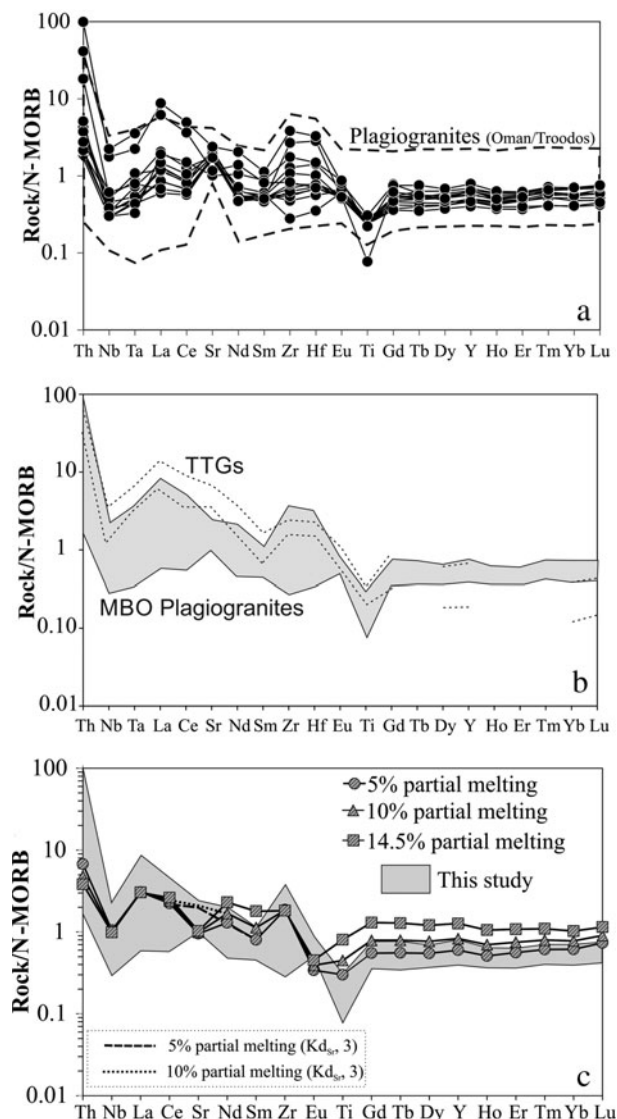 100
10
1
0.1
0.01
Rock/N-MORB
Plagiogranites (Oman/Troodos)
a
Th Nb Ta La Ce Sr Nd Sm Zr Hf Eu Ti Gd Tb Dy Y Ho Er Tm Yb Lu
100
10
1
0.10
0.01
Rock/N-MORB
TTGs
MBO Plagiogranites
b
Th Nb Ta La Ce Sr Nd Sm Zr Hf Eu Ti Gd Tb Dy Y Ho Er Tm Yb Lu
100
10
1
0.1
0.01
Rock/N-MORB
5% partial melting
10% partial melting
14.5% partial melting
This study
5% partial melting (Kd_Sr, 3)
10% partial melting (Kd_Sr, 3)
c
Th Nb La Ce Sr Nd Sm Zr Eu Ti Gd Tb Dy Y Ho Er Tm Yb Lu